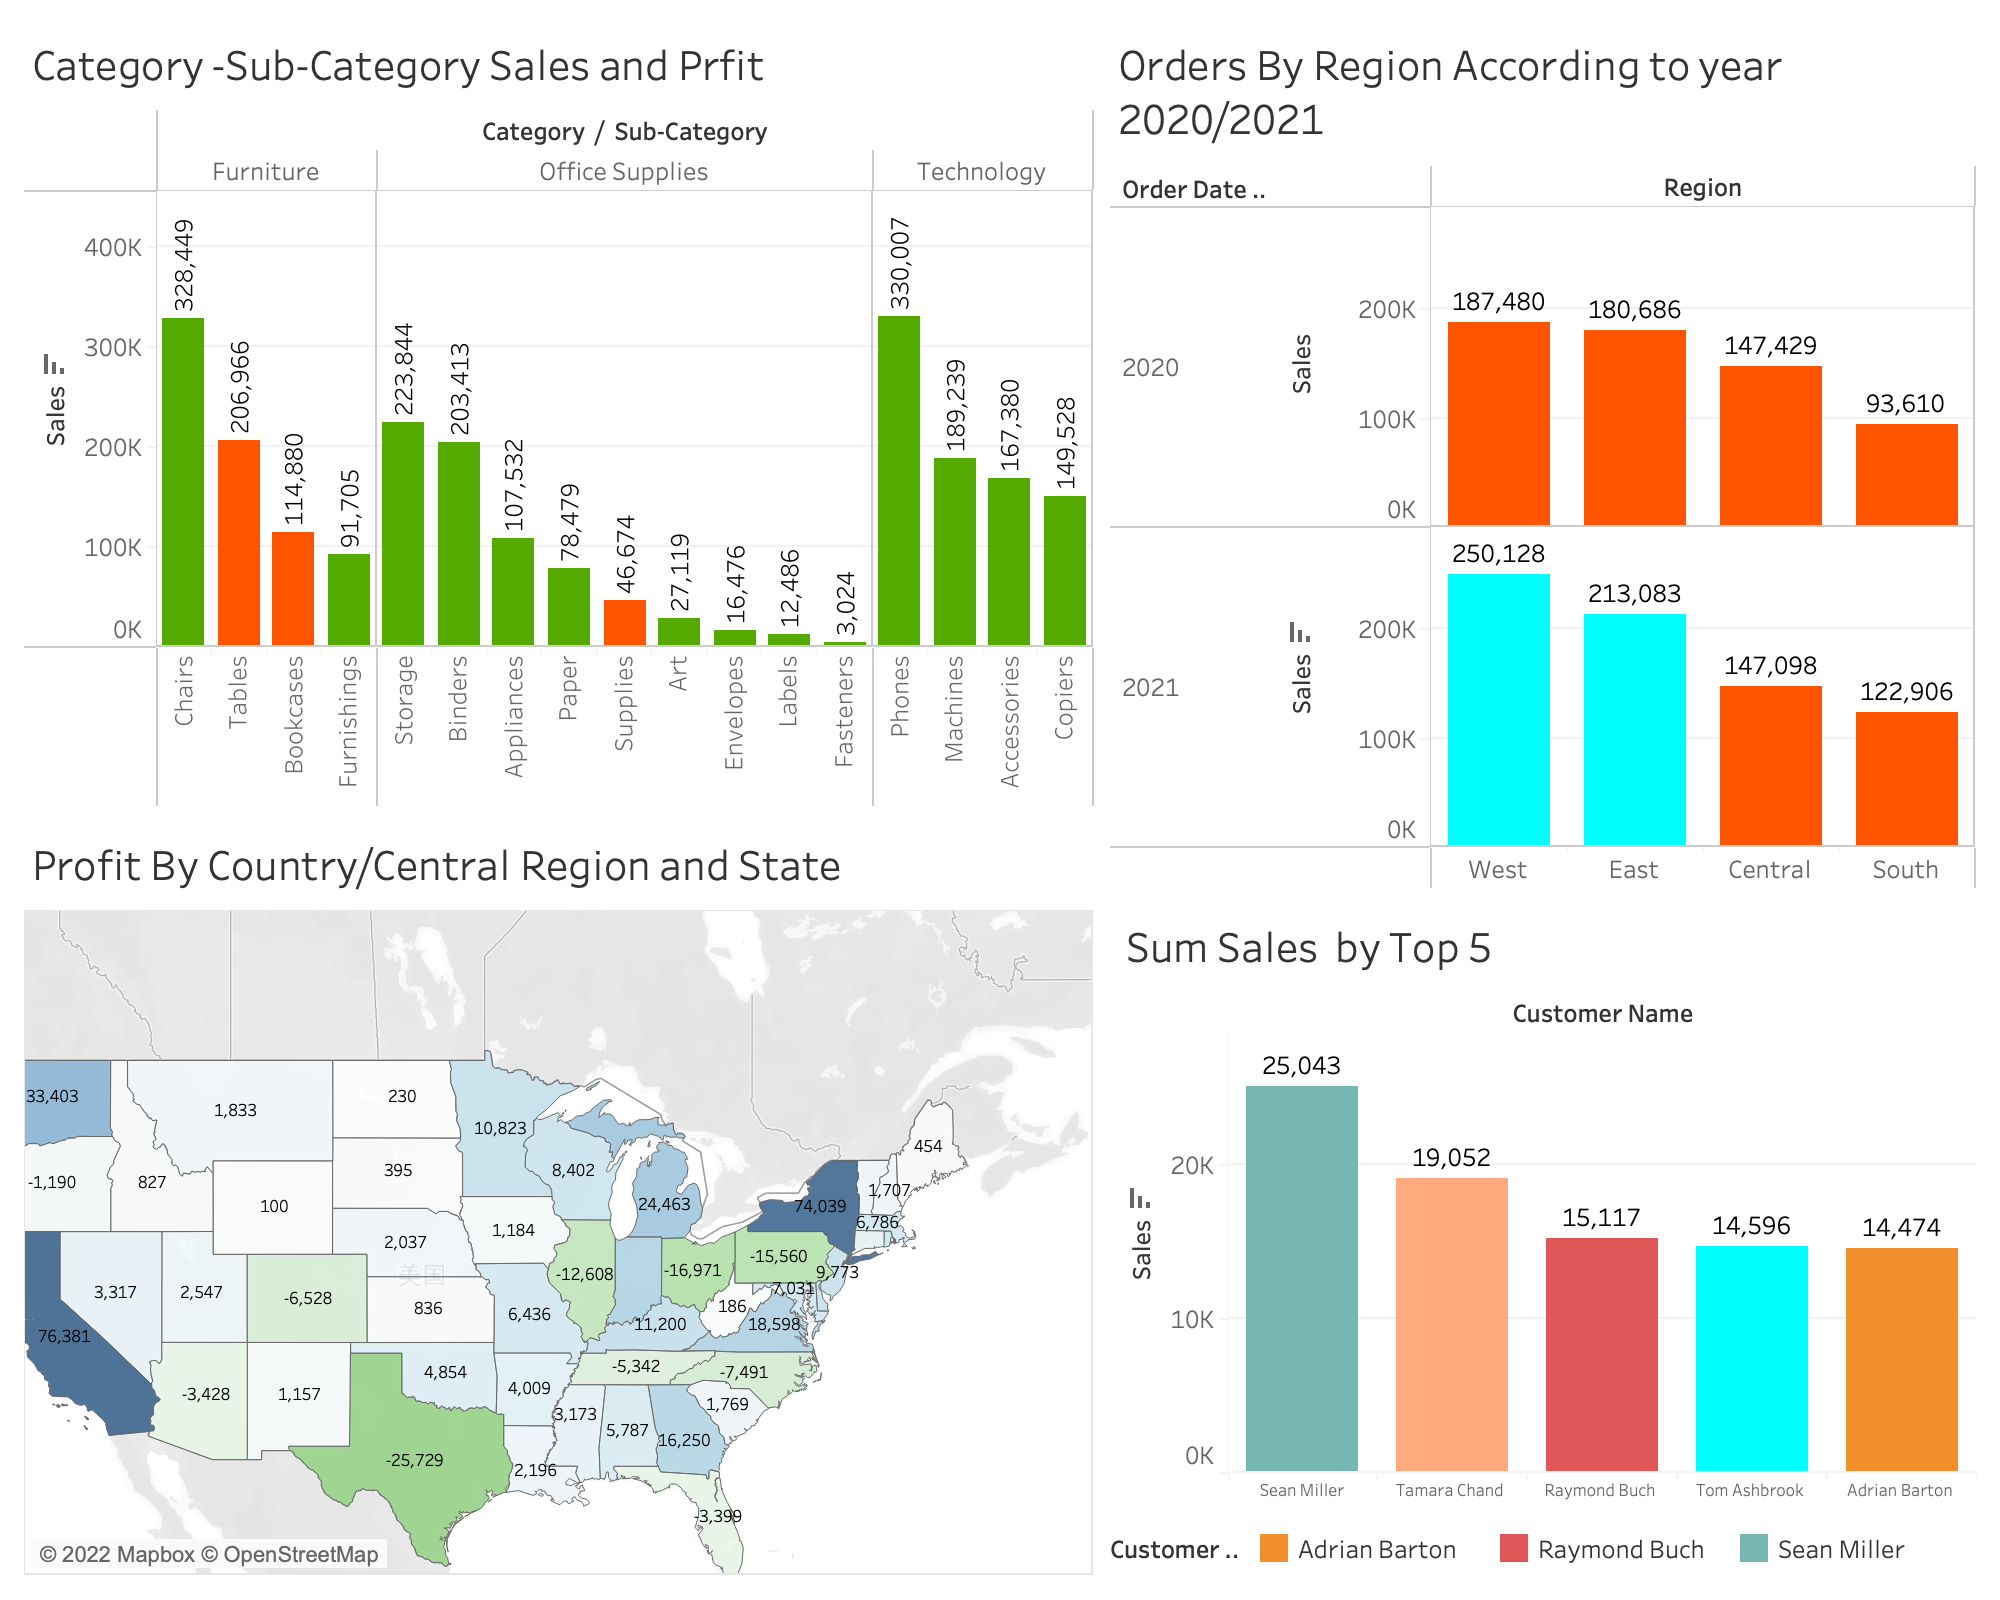 Category -Sub-Category Sales and Prfit
Category / Sub-Category
Furniture
Office Supplies
Technology
Sales
400K
300K
200K
100K
0K
328,449
206,966
114,880
91,705
223,844
203,413
107,532
78,479
46,674
27,119
16,476
12,486
3,024
330,007
189,239
167,380
149,528
Chairs
Tables
Bookcases
Furnishings
Storage
Binders
Appliances
Paper
Supplies
Art
Envelopes
Labels
Fasteners
Phones
Machines
Accessories
Copiers
Orders By Region According to year
2020/2021
Order Date ..
Region
2020
Sales
200K
100K
0K
187,480
180,686
147,429
93,610
2021
Sales
200K
100K
0K
250,128
213,083
147,098
122,906
West
East
Central
South
Profit By Country/Central Region and State
33,403
1,833
230
10,823
454
-1,190
827
100
395
8,402
24,463
74,039
1,707
6,786
2,037
1,184
-12,608
-16,971
-15,560
9,773
美国
3,317
2,547
-6,528
836
6,436
186
7,031
76,381
11,200
18,598
-3,428
1,157
4,854
4,009
-5,342
-7,491
3,173
5,787
16,250
1,769
-25,729
2,196
-3,399
© 2022 Mapbox © OpenStreetMap
Sum Sales by Top 5
Customer Name
Sales
20K
10K
0K
25,043
19,052
15,117
14,596
14,474
Sean Miller
Tamara Chand
Raymond Buch
Tom Ashbrook
Adrian Barton
Customer .. Adrian Barton Raymond Buch Sean Miller